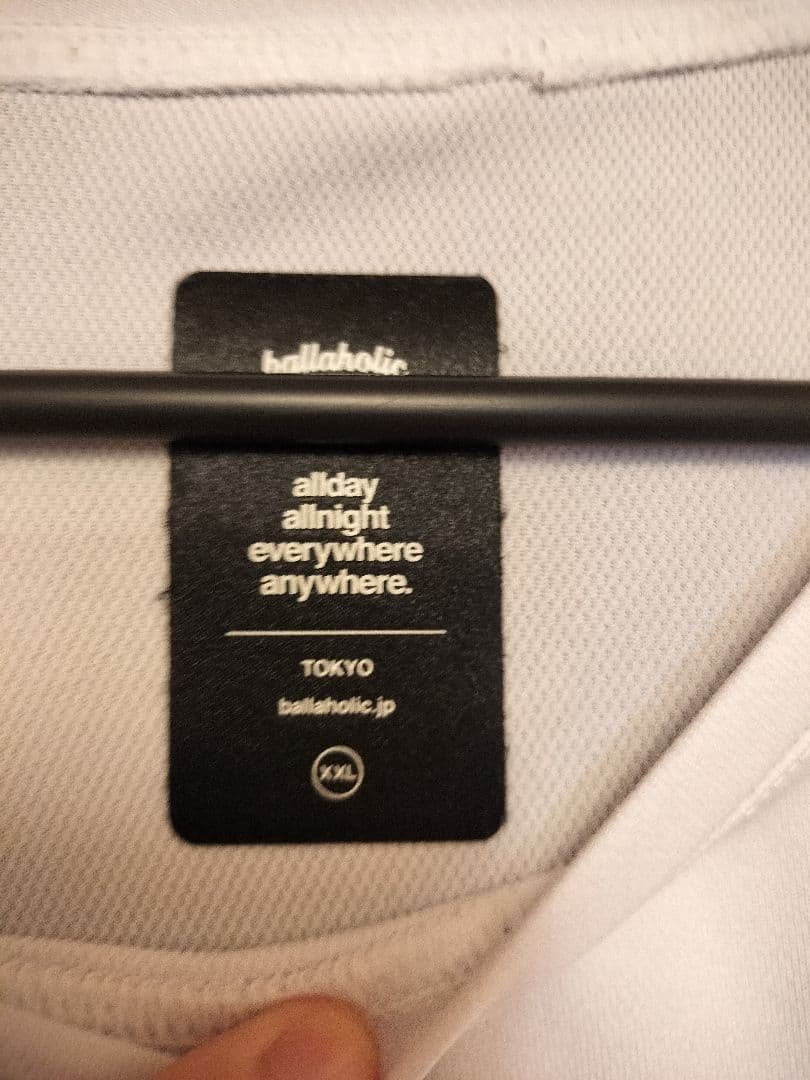 ballaholic
allday
allnight
everywhere
anywhere.
TOKYO
ballaholic.jp
XXL